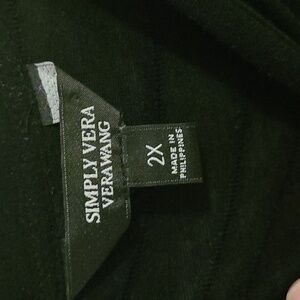 SIMPLY VERA
VERAWANG
2X
MADE IN
PHILIPPINES